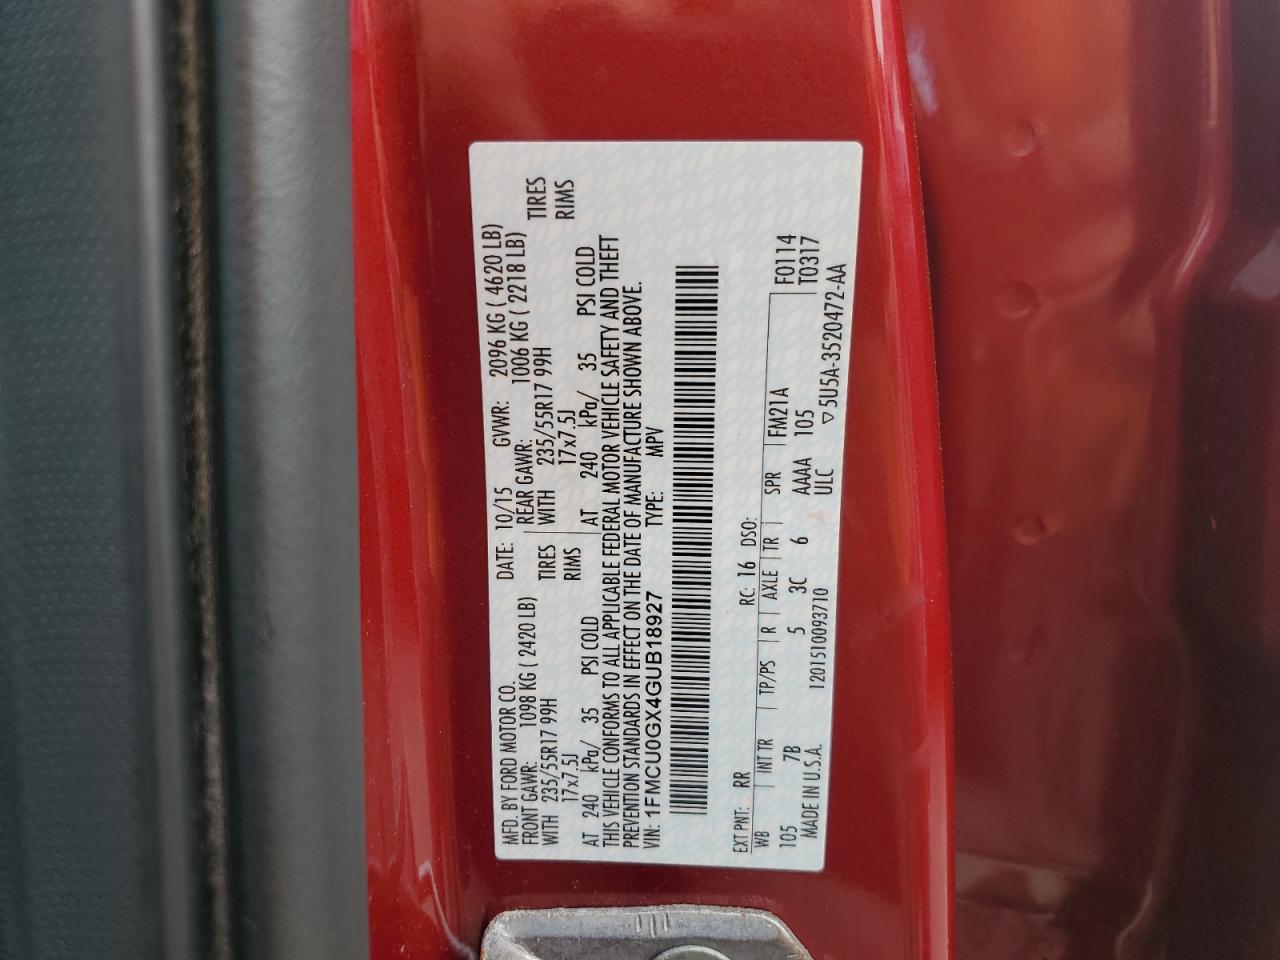 MFD. BY FORD MOTOR CO. DATE: 10/15 GVWR: 2096 KG ( 4620 LB)
FRONT GAWR: 1098 KG ( 2420 LB) REAR GAWR: 1006 KG ( 2218 LB)
WITH 235/55R17 99H TIRES WITH 235/55R17 99H TIRES
17x7.5J RIMS 17x7.5J RIMS
AT 240 kPa/ 35 PSI COLD AT 240 kPa/ 35 PSI COLD
THIS VEHICLE CONFORMS TO ALL APPLICABLE FEDERAL MOTOR VEHICLE SAFETY AND THEFT
PREVENTION STANDARDS IN EFFECT ON THE DATE OF MANUFACTURE SHOWN ABOVE.
VIN: 1FMCU0GX4GUB18927 TYPE: MPV
EXT PNT: RR RC: 16 DSO: F0114
WB INT TR TP/PS R AXLE TR SPR FM21A T0317
105 7B 5 3C 6 AAAA 105
ULC
MADE IN U.S.A. 1201510093710 ▽5U5A-3520472-AA